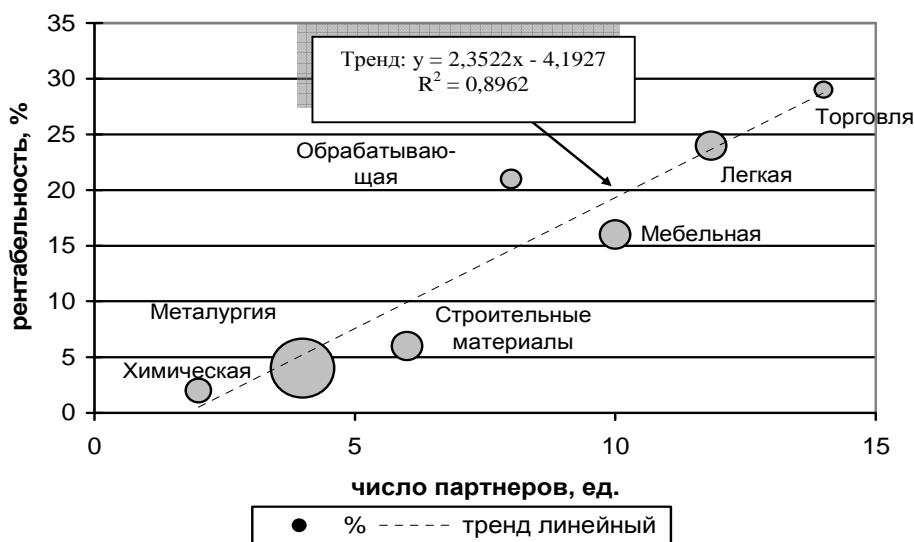 35
30
25
20
15
10
5
0
рентабельность, %
Тренд: y = 2,3522x - 4,1927
R² = 0,8962
Торговля
Обрабатываю-
щая
Легкая
Мебельная
Металургия
Строительные
материалы
Химическая
0 5 10 15
число партнеров, ед.
% тренд линейный